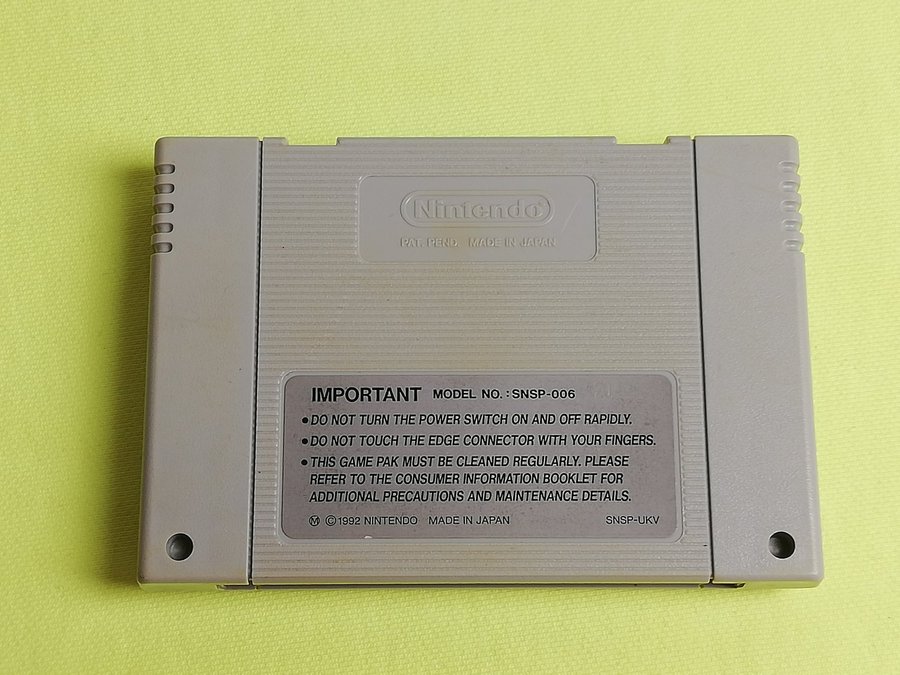 Nintendo
PAT. PEND. MADE IN JAPAN
IMPORTANT MODEL NO. : SNSP-006
• DO NOT TURN THE POWER SWITCH ON AND OFF RAPIDLY.
• DO NOT TOUCH THE EDGE CONNECTOR WITH YOUR FINGERS.
• THIS GAME PAK MUST BE CLEANED REGULARLY. PLEASE
REFER TO THE CONSUMER INFORMATION BOOKLET FOR
ADDITIONAL PRECAUTIONS AND MAINTENANCE DETAILS.
Ⓜ ©1992 NINTENDO MADE IN JAPAN SNSP-UKV